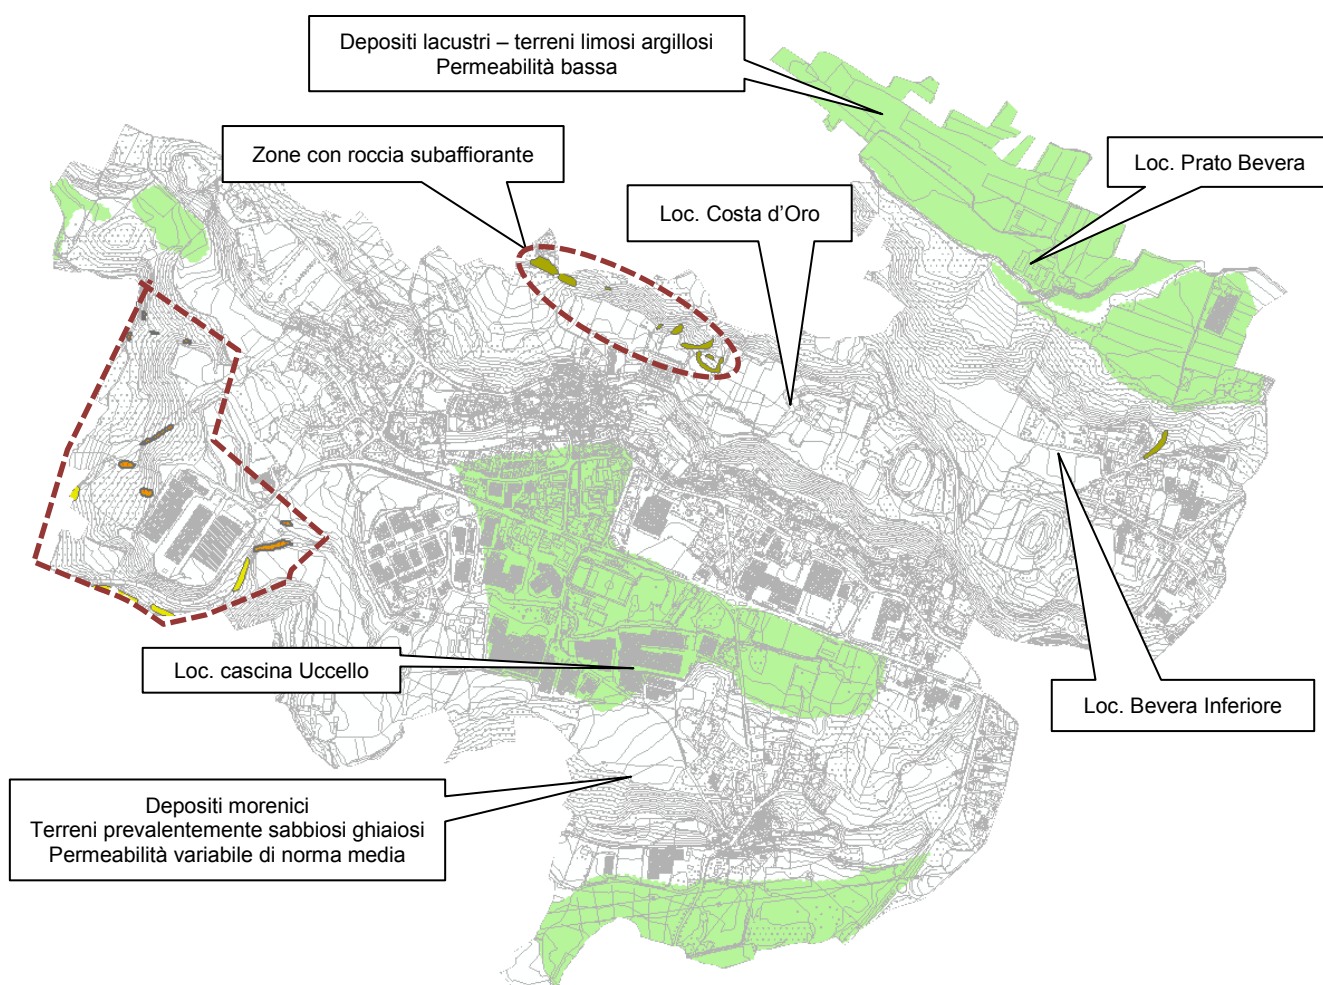 Depositi lacustri – terreni limosi argillosi
Permeabilità bassa
Zone con roccia subaffiorante
Loc. Prato Bevera
Loc. Costa d’Oro
Loc. cascina Uccello
Loc. Bevera Inferiore
Depositi morenici
Terreni prevalentemente sabbiosi ghiaiosi
Permeabilità variabile di norma media